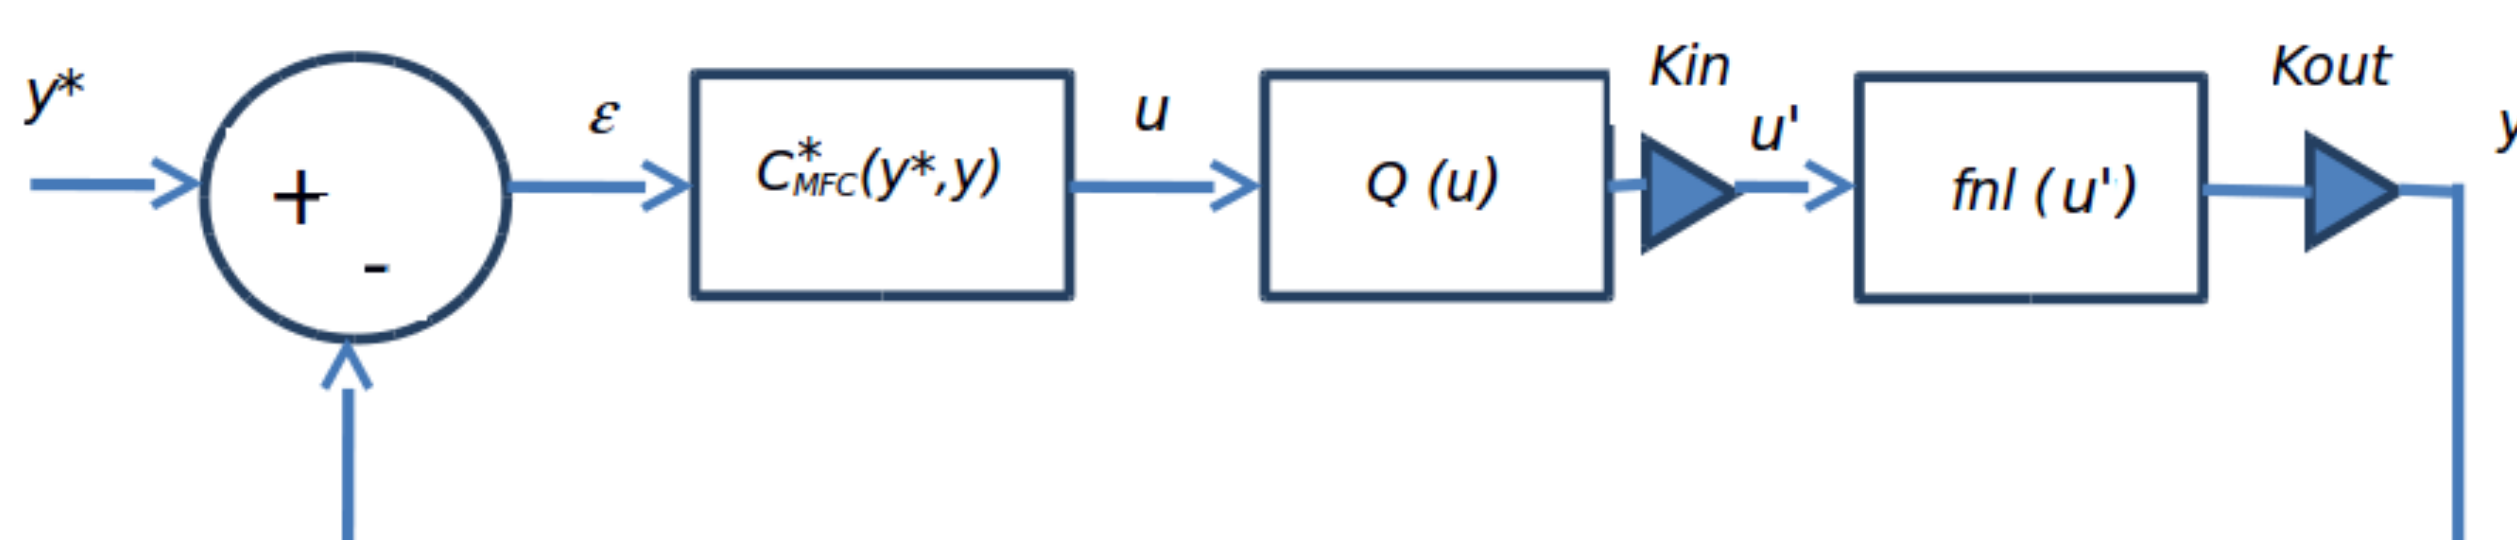 y*
+
-
ε
C*MFC(y*,y)
u
Q (u)
Kin
u'
fnl (u')
Kout
y